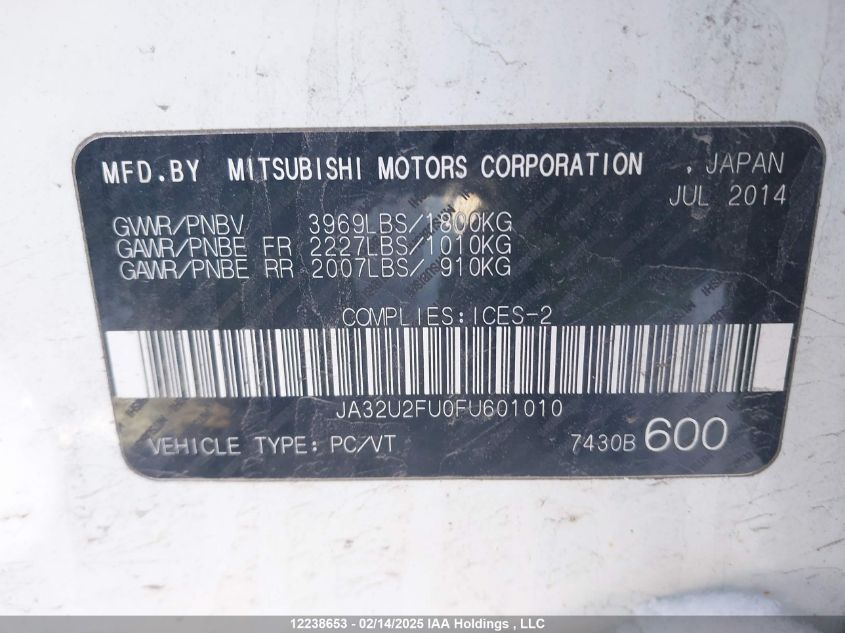 MFD.BY MITSUBISHI MOTORS CORPORATION , JAPAN
JUL 2014
GVWR/PNBV 3969LBS/1800KG
GAWR/PNBE FR 2227LBS/1010KG
GAWR/PNBE RR 2007LBS/ 910KG
COMPLIES:ICES-2
JA32U2FU0FU601010
VEHICLE TYPE: PC/VT 7430B 600
12238653 - 02/14/2025 IAA Holdings , LLC